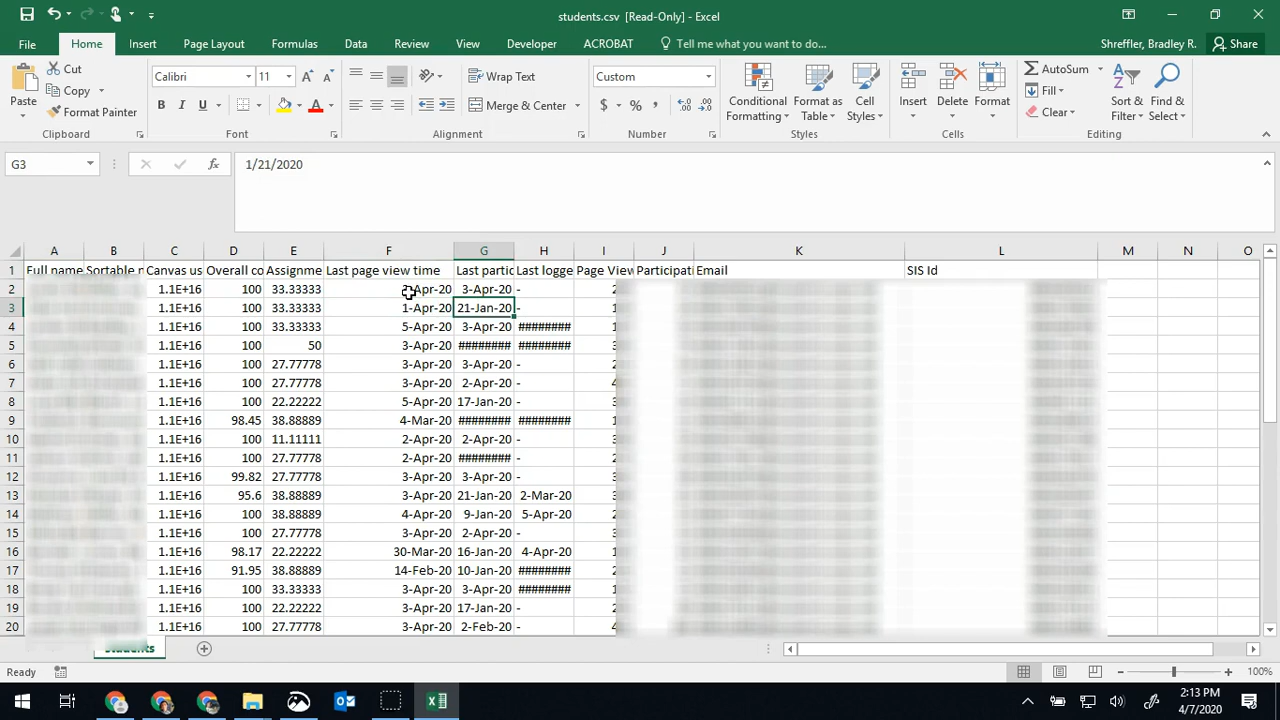 students.csv [Read-Only] - Excel
File Home Insert Page Layout Formulas Data Review View Developer ACROBAT Tell me what you want to do... Shreffler, Bradley R. Share
Paste Cut Copy Format Painter Clipboard
Calibri 11 B I U A A A Font
Wrap Text Merge & Center Alignment
Custom $ % , Number
Conditional Formatting Format as Table Cell Styles Styles
Insert Delete Format Cells
AutoSum Fill Clear Sort & Filter Find & Select Editing
G3 fx 1/21/2020
A B C D E F G H I J K L M N O
1 Full name Sortable n Canvas us Overall co Assignme Last page view time Last partic Last logge Page View Participat Email SIS Id
2 1.1E+16 100 33.33333 Apr-20 3-Apr-20 - 2
3 1.1E+16 100 33.33333 1-Apr-20 21-Jan-20 - 1
4 1.1E+16 100 33.33333 5-Apr-20 3-Apr-20 ######## 1
5 1.1E+16 100 50 3-Apr-20 ######## ######## 3
6 1.1E+16 100 27.77778 3-Apr-20 3-Apr-20 - 2
7 1.1E+16 100 27.77778 3-Apr-20 2-Apr-20 - 4
8 1.1E+16 100 22.22222 5-Apr-20 17-Jan-20 - 3
9 1.1E+16 98.45 38.88889 4-Mar-20 ######## ######## 1
10 1.1E+16 100 11.11111 2-Apr-20 2-Apr-20 - 3
11 1.1E+16 100 27.77778 2-Apr-20 ######## - 3
12 1.1E+16 99.82 27.77778 3-Apr-20 3-Apr-20 - 3
13 1.1E+16 95.6 38.88889 3-Apr-20 21-Jan-20 2-Mar-20 2
14 1.1E+16 100 38.88889 4-Apr-20 9-Jan-20 5-Apr-20 2
15 1.1E+16 100 27.77778 3-Apr-20 2-Apr-20 - 3
16 1.1E+16 98.17 22.22222 30-Mar-20 16-Jan-20 4-Apr-20 1
17 1.1E+16 91.95 38.88889 14-Feb-20 10-Jan-20 ######## 2
18 1.1E+16 100 33.33333 3-Apr-20 3-Apr-20 ######## 1
19 1.1E+16 100 22.22222 3-Apr-20 17-Jan-20 - 3
20 1.1E+16 100 27.77778 3-Apr-20 2-Feb-20 - 4
students
Ready 100%
2:13 PM
4/7/2020